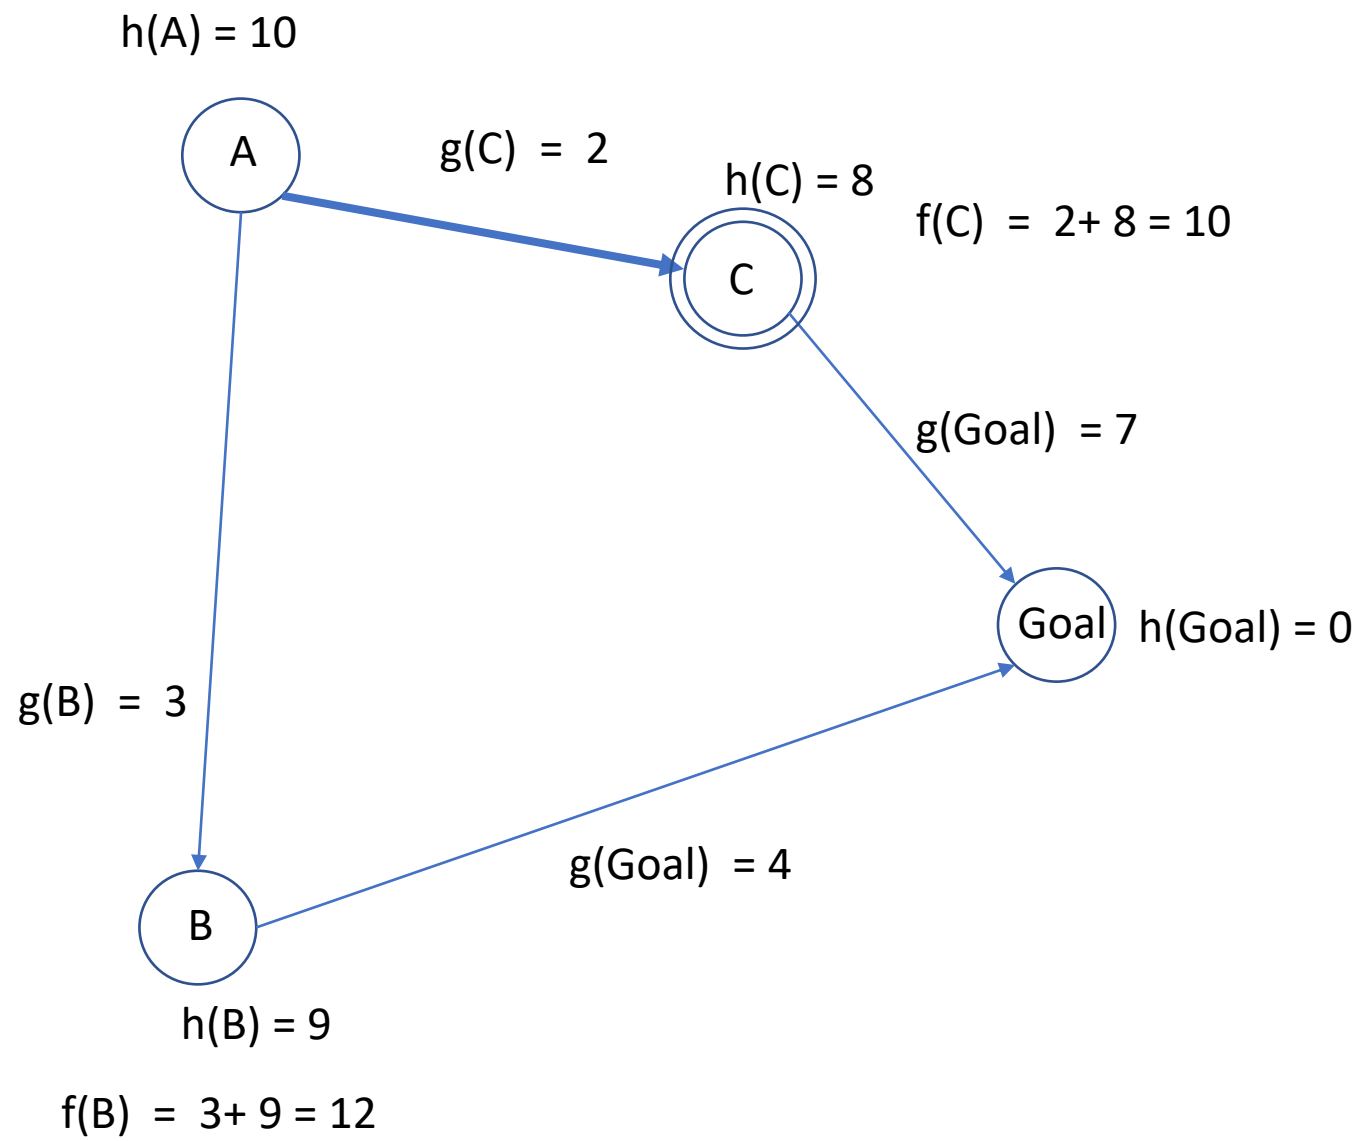 h(A) = 10
A
g(C) = 2
h(C) = 8
f(C) = 2+ 8 = 10
C
g(Goal) = 7
Goal
h(Goal) = 0
g(B) = 3
g(Goal) = 4
B
h(B) = 9
f(B) = 3+ 9 = 12